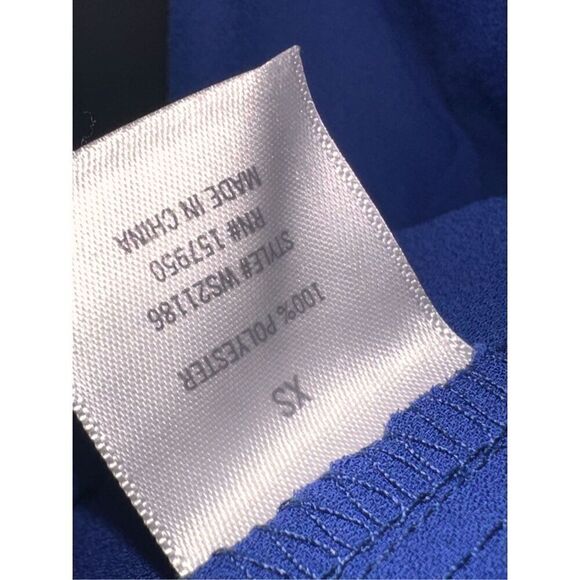 XS
100% POLYESTER
STYLE# WS21186
RN# 157950
MADE IN CHINA